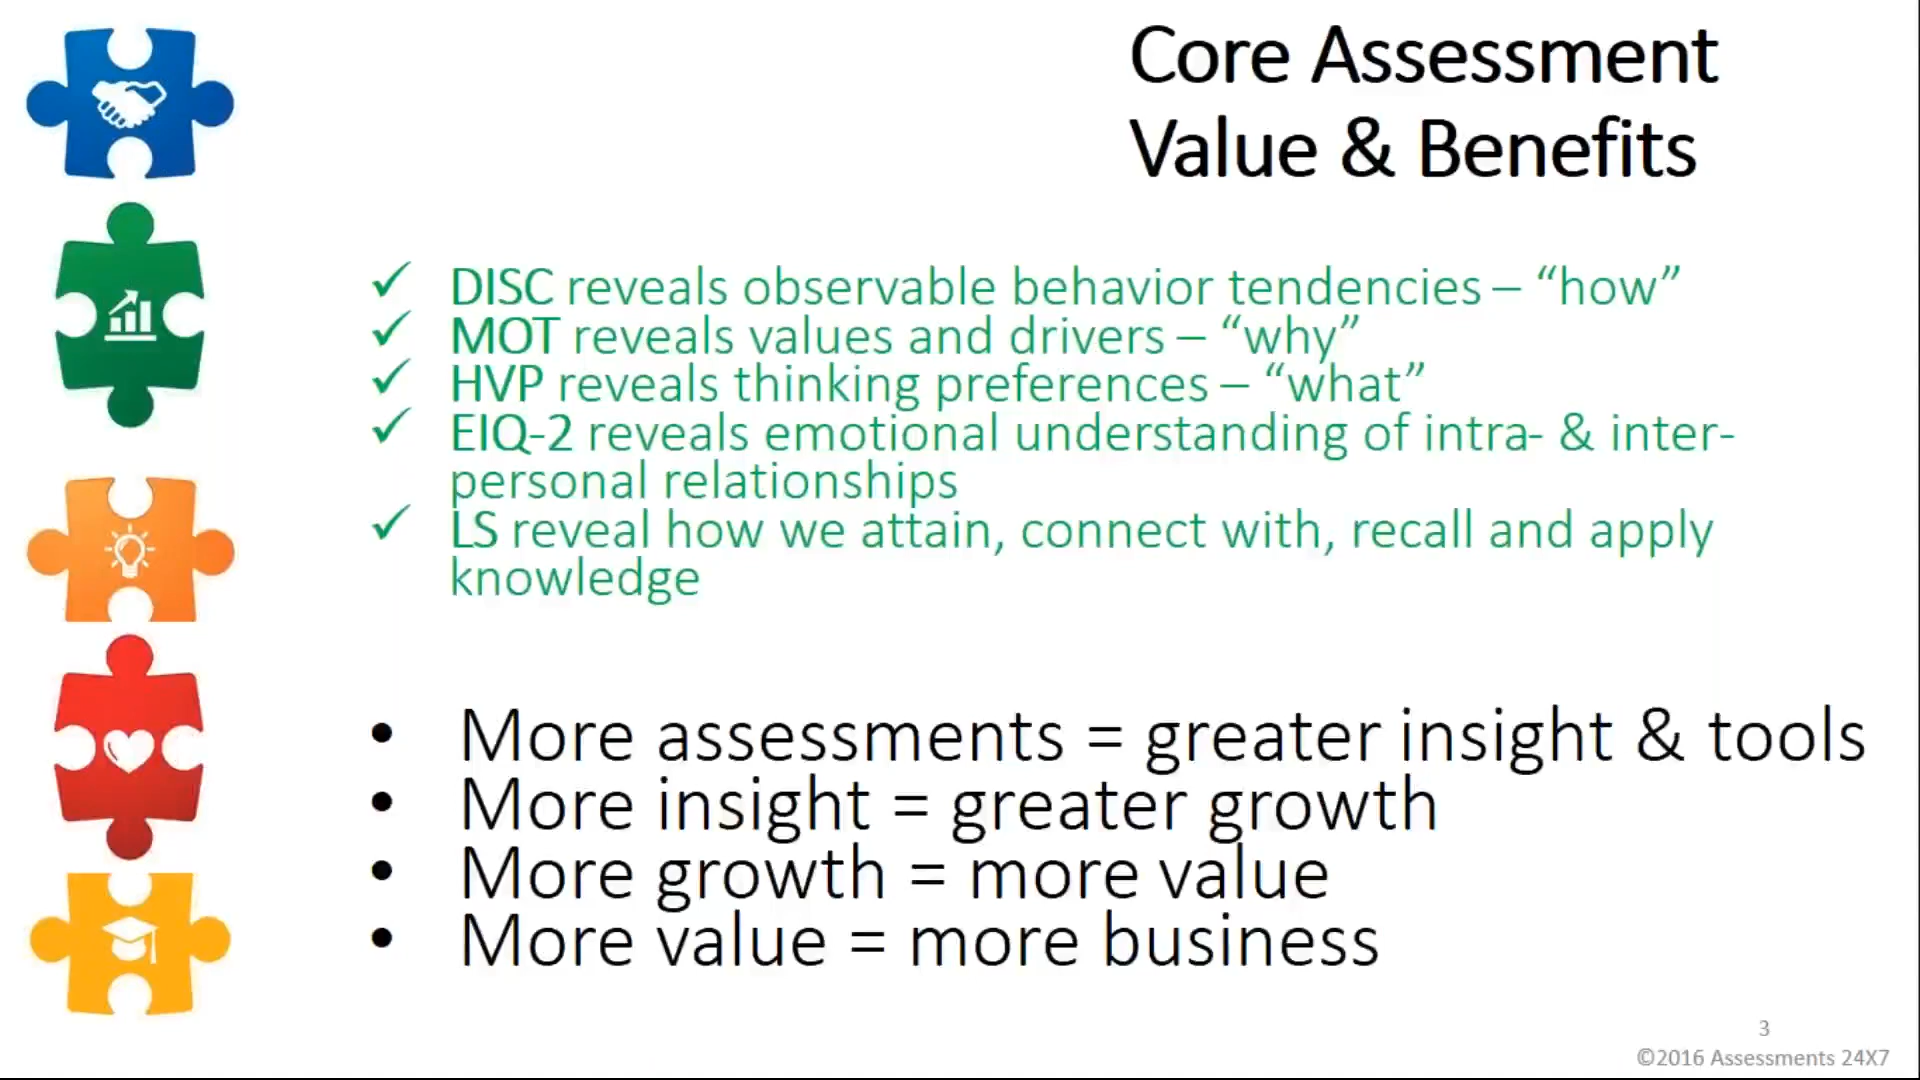 Core Assessment
Value & Benefits
✓ DISC reveals observable behavior tendencies – “how”
✓ MOT reveals values and drivers – “why”
✓ HVP reveals thinking preferences – “what”
✓ EIQ-2 reveals emotional understanding of intra- & inter-
personal relationships
✓ LS reveal how we attain, connect with, recall and apply
knowledge
• More assessments = greater insight & tools
• More insight = greater growth
• More growth = more value
• More value = more business
3
©2016 Assessments 24X7